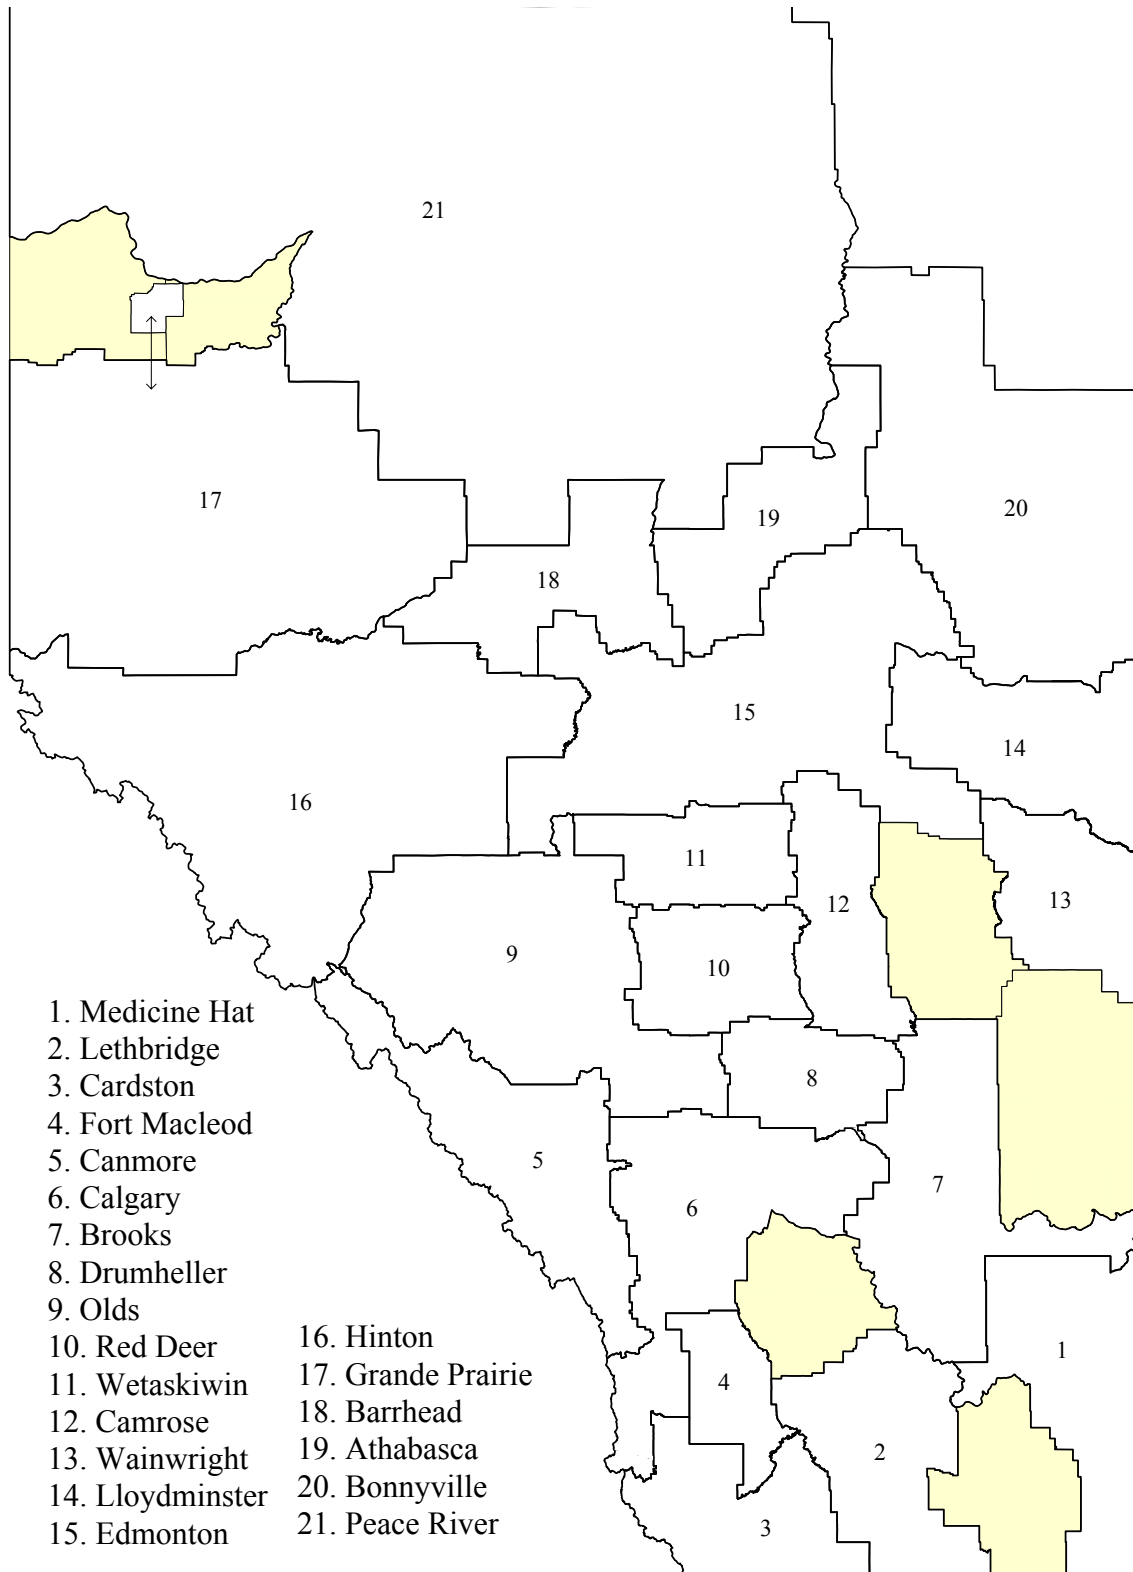 21
17
19
20
18
15
14
16
11
12
13
9
10
8
5
7
6
1
4
2
3
1. Medicine Hat
2. Lethbridge
3. Cardston
4. Fort Macleod
5. Canmore
6. Calgary
7. Brooks
8. Drumheller
9. Olds
10. Red Deer
11. Wetaskiwin
12. Camrose
13. Wainwright
14. Lloydminster
15. Edmonton
16. Hinton
17. Grande Prairie
18. Barrhead
19. Athabasca
20. Bonnyville
21. Peace River